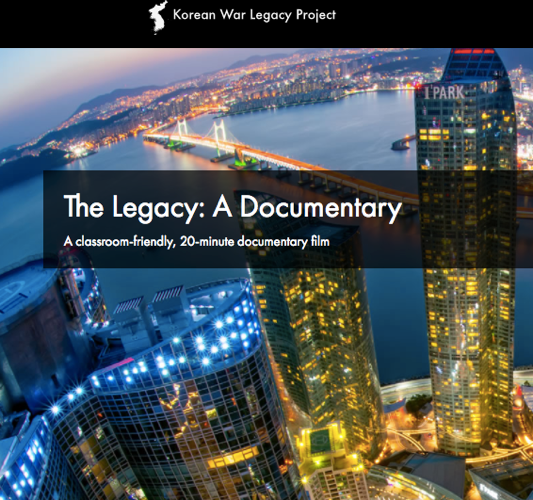 Korean War Legacy Project
I PARK
The Legacy: A Documentary
A classroom-friendly, 20-minute documentary film